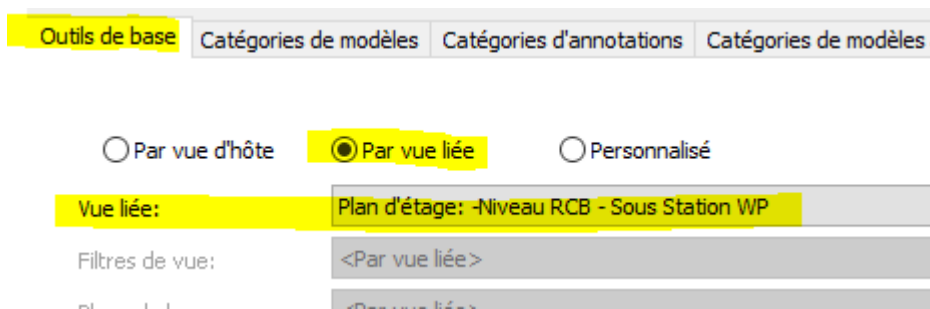 Outils de base Catégories de modèles Catégories d'annotations Catégories de modèles
Par vue d'hôte Par vue liée Personnalisé
Vue liée: Plan d'étage: -Niveau RCB - Sous Station WP
Filtres de vue: <Par vue liée>
<Par vue liée>